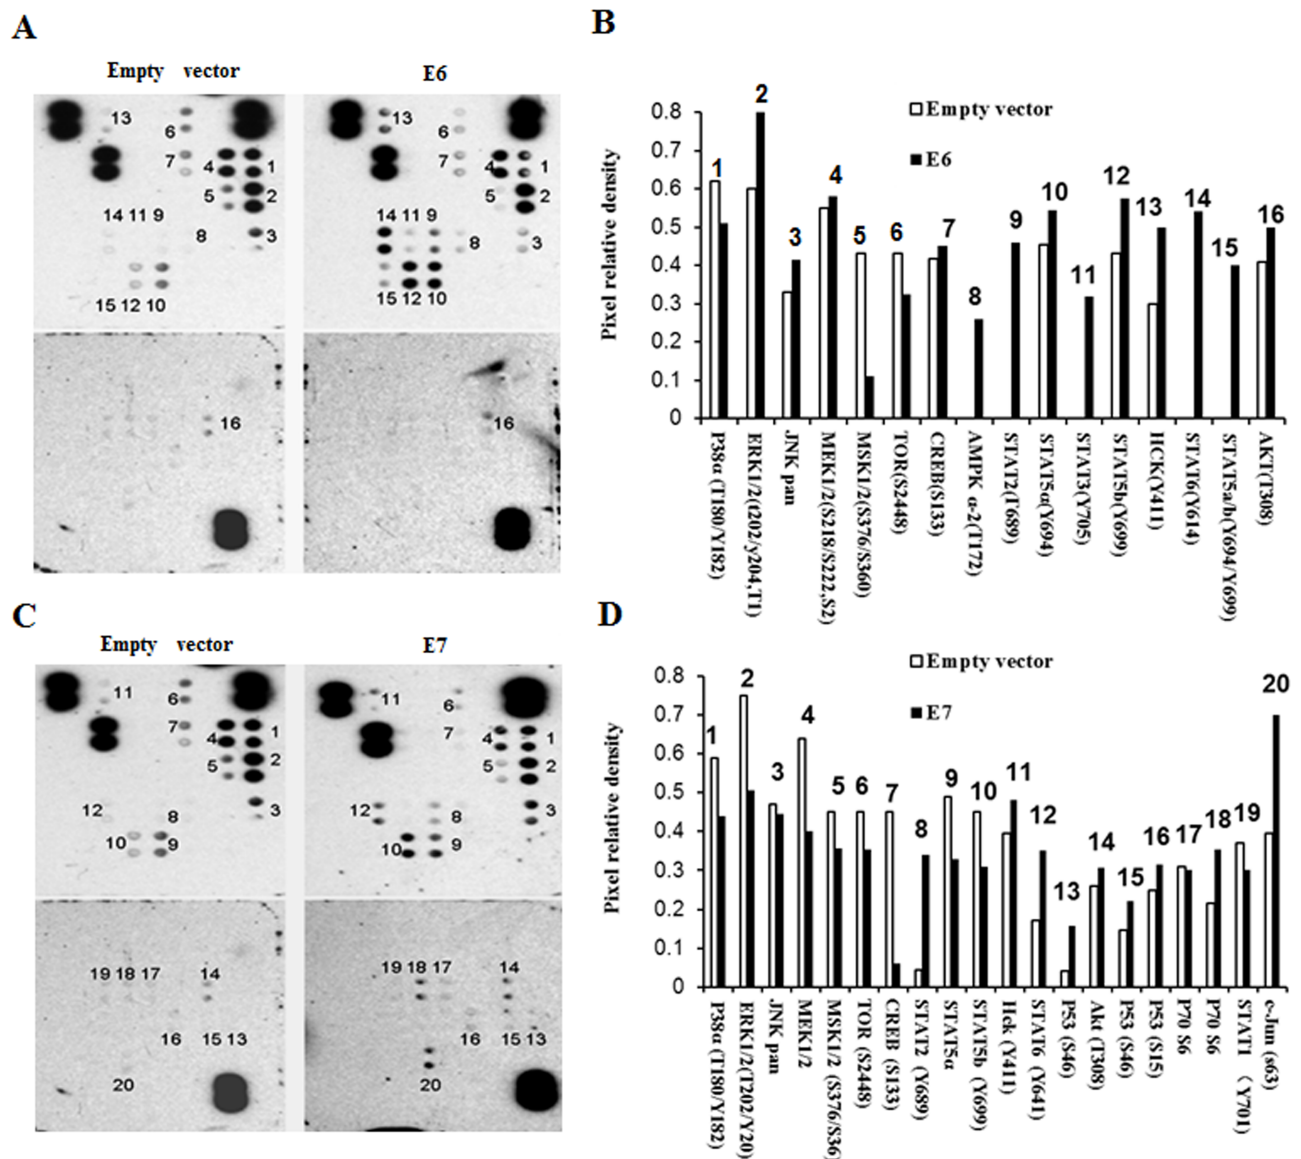 A
Empty vector
E6
13
6
7
4
1
5
2
14 11 9
8
3
15 12 10
16
13
6
7
4
1
5
2
14 11 9
8
3
15 12 10
16
B
Empty vector
E6
Pixel relative density
0.8
0.7
0.6
0.5
0.4
0.3
0.2
0.1
0
1
2
3
4
5
6
7
8
9
10
11
12
13
14
15
16
P38α (T180/Y182)
ERK1/2(t202/y204,T1)
JNK pan
MEK1/2(S218/S222,S2)
MSK1/2(S376/S360)
TOR(S2448)
CREB(S133)
AMPK α-2(T172)
STAT2(T689)
STAT5α(Y694)
STAT3(Y705)
STAT5b(Y699)
HCK(Y411)
STAT6(Y614)
STAT5a/b(Y694/Y699)
AKT(T308)
C
Empty vector
E7
11
6
7
4
1
5
2
12
8
3
10
9
19 18 17
14
16
15 13
20
11
6
7
4
1
5
2
12
8
3
10
9
19 18 17
14
16
15 13
20
D
Empty vector
E7
Pixel relative density
0.8
0.7
0.6
0.5
0.4
0.3
0.2
0.1
0
1
2
3
4
5
6
7
8
9
10
11
12
13
14
15
16
17
18
19
20
P38α (T180/Y182)
ERK1/2(T202/Y20)
JNK pan
MEK1/2
MSK1/2 (S376/S36)
TOR (S2448)
CREB (S133)
STAT2 (Y689)
STAT5α
STAT5b (Y699)
Hck (Y411)
STAT6 (Y641)
P53 (S46)
Akt (T308)
P53 (S46)
P53 (S15)
P70 S6
P70 S6
STAT1 (Y701)
c-Jun (s63)